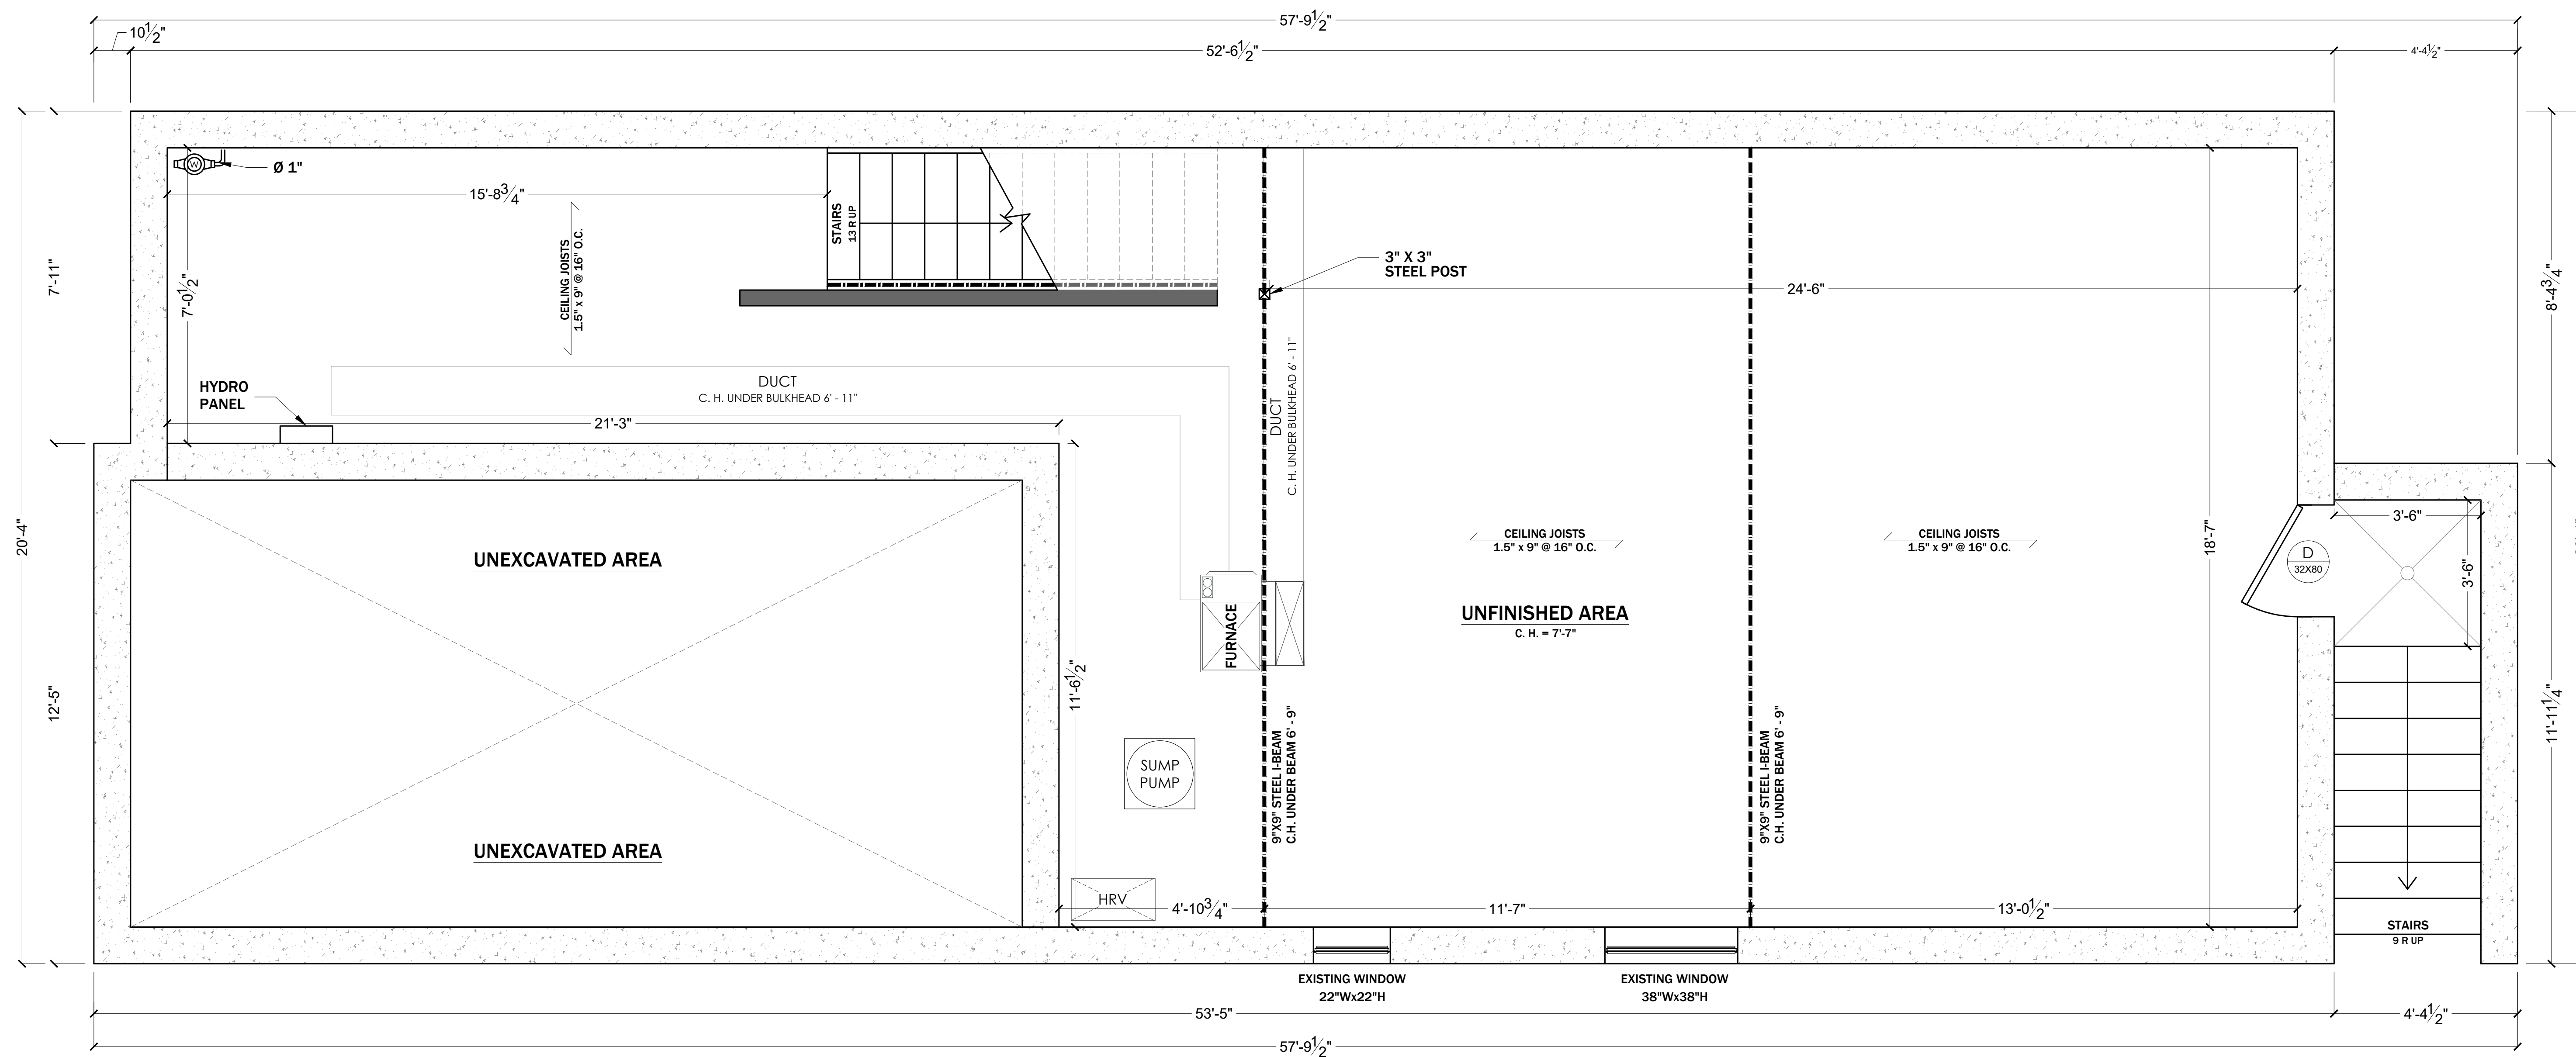 57'-9 1/2"
10 1/2"
52'-6 1/2"
4'-4 1/2"
W
Ø 1"
15'-8 3/4"
STAIRS
13 R UP
CEILING JOISTS
1.5" x 9" @ 16" O.C.
3" X 3"
STEEL POST
24'-6"
7'-11"
7'-0 1/2"
8'-4 3/4"
DUCT
C. H. UNDER BULKHEAD 6' - 11"
DUCT
C. H. UNDER BULKHEAD 6' - 11"
HYDRO
PANEL
21'-3"
20'-4"
UNEXCAVATED AREA
CEILING JOISTS
1.5" x 9" @ 16" O.C.
CEILING JOISTS
1.5" x 9" @ 16" O.C.
18'-7"
3'-6"
D
32X80
3'-6"
FURNACE
UNFINISHED AREA
C. H. = 7'-7"
12'-5"
11'-6 1/2"
11'-11 1/4"
SUMP
PUMP
9"X9" STEEL I-BEAM
C.H. UNDER BEAM 6' - 9"
9"X9" STEEL I-BEAM
C.H. UNDER BEAM 6' - 9"
UNEXCAVATED AREA
HRV
4'-10 3/4"
11'-7"
13'-0 1/2"
STAIRS
9 R UP
EXISTING WINDOW
22"Wx22"H
EXISTING WINDOW
38"Wx38"H
53'-5"
4'-4 1/2"
57'-9 1/2"